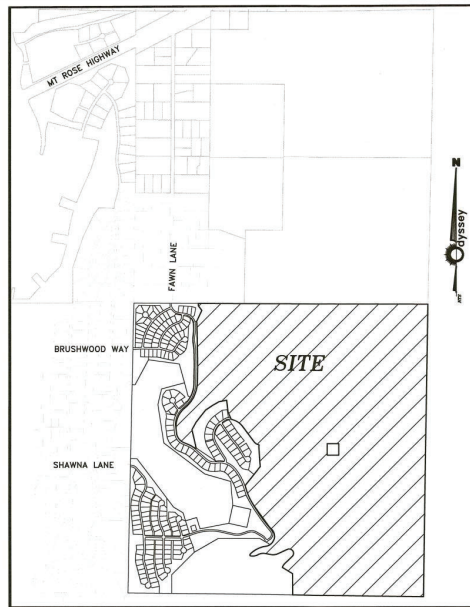 MT ROSE HIGHWAY
N
Odyssey
FAWN LANE
BRUSHWOOD WAY
SITE
SHAWNA LANE